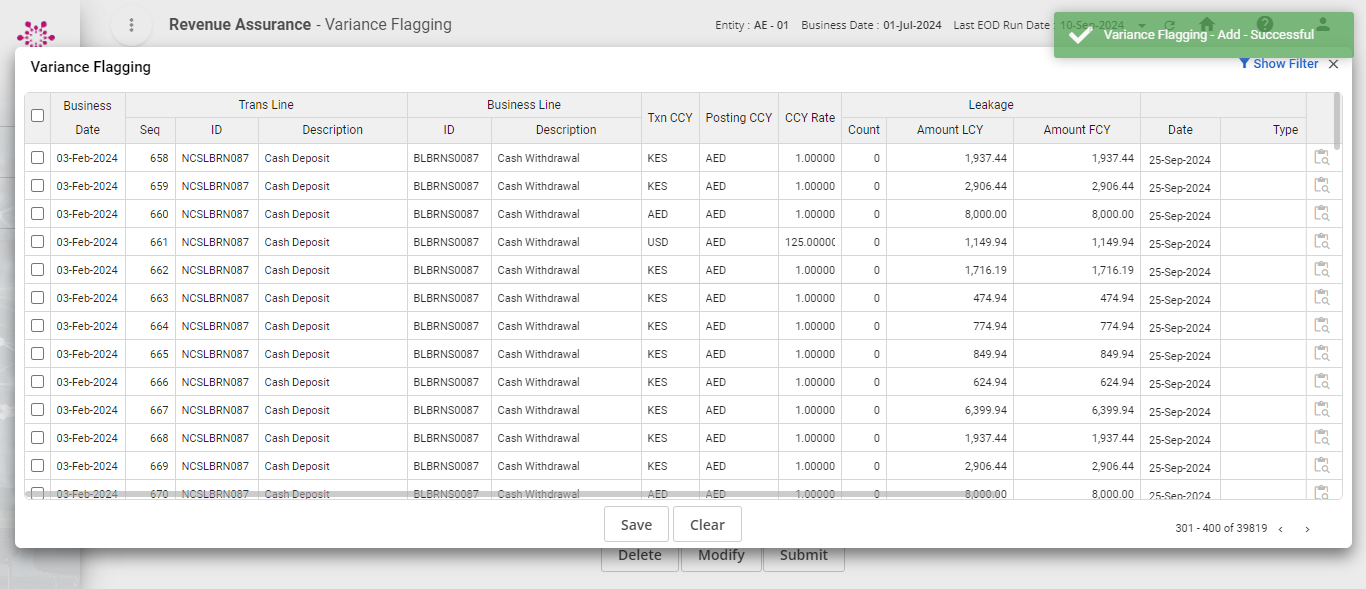 Revenue Assurance - Variance Flagging
Entity : AE - 01 Business Date : 01-Jul-2024 Last EOD Run Date : 10-Sep-2024
Variance Flagging - Add - Successful
Variance Flagging
Show Filter
Business Date Trans Line Business Line Txn CCY Posting CCY CCY Rate Leakage
Seq ID Description ID Description Count Amount LCY Amount FCY Date Type
03-Feb-2024 658 NCSLBRN087 Cash Deposit BLBRNS0087 Cash Withdrawal KES AED 1.00000 0 1,937.44 1,937.44 25-Sep-2024
03-Feb-2024 659 NCSLBRN087 Cash Deposit BLBRNS0087 Cash Withdrawal KES AED 1.00000 0 2,906.44 2,906.44 25-Sep-2024
03-Feb-2024 660 NCSLBRN087 Cash Deposit BLBRNS0087 Cash Withdrawal AED AED 1.00000 0 8,000.00 8,000.00 25-Sep-2024
03-Feb-2024 661 NCSLBRN087 Cash Deposit BLBRNS0087 Cash Withdrawal USD AED 125.00000 0 1,149.94 1,149.94 25-Sep-2024
03-Feb-2024 662 NCSLBRN087 Cash Deposit BLBRNS0087 Cash Withdrawal KES AED 1.00000 0 1,716.19 1,716.19 25-Sep-2024
03-Feb-2024 663 NCSLBRN087 Cash Deposit BLBRNS0087 Cash Withdrawal KES AED 1.00000 0 474.94 474.94 25-Sep-2024
03-Feb-2024 664 NCSLBRN087 Cash Deposit BLBRNS0087 Cash Withdrawal KES AED 1.00000 0 774.94 774.94 25-Sep-2024
03-Feb-2024 665 NCSLBRN087 Cash Deposit BLBRNS0087 Cash Withdrawal KES AED 1.00000 0 849.94 849.94 25-Sep-2024
03-Feb-2024 666 NCSLBRN087 Cash Deposit BLBRNS0087 Cash Withdrawal KES AED 1.00000 0 624.94 624.94 25-Sep-2024
03-Feb-2024 667 NCSLBRN087 Cash Deposit BLBRNS0087 Cash Withdrawal KES AED 1.00000 0 6,399.94 6,399.94 25-Sep-2024
03-Feb-2024 668 NCSLBRN087 Cash Deposit BLBRNS0087 Cash Withdrawal KES AED 1.00000 0 1,937.44 1,937.44 25-Sep-2024
03-Feb-2024 669 NCSLBRN087 Cash Deposit BLBRNS0087 Cash Withdrawal KES AED 1.00000 0 2,906.44 2,906.44 25-Sep-2024
03-Feb-2024 670 NCSLBRN087 Cash Deposit BLBRNS0087 Cash Withdrawal AED AED 1.00000 0 8,000.00 8,000.00 25-Sep-2024
Save Clear
301 - 400 of 39819
Delete Modify Submit